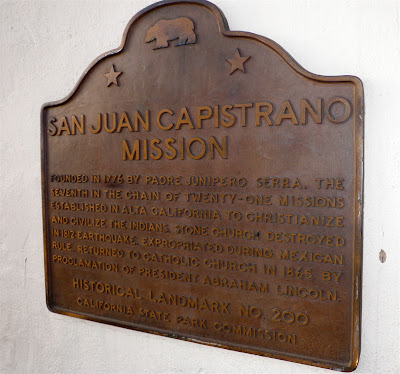 SAN JUAN CAPISTRANO
MISSION
FOUNDED IN 1776 BY PADRE JUNIPERO SERRA. THE
SEVENTH IN THE CHAIN OF TWENTY-ONE MISSIONS
ESTABLISHED IN ALTA CALIFORNIA TO CHRISTIANIZE
AND CIVILIZE THE INDIANS. STONE CHURCH DESTROYED
IN 1812 EARTHQUAKE. EXPROPRIATED DURING MEXICAN
RULE. RETURNED TO CATHOLIC CHURCH IN 1865, BY
PROCLAMATION OF PRESIDENT ABRAHAM LINCOLN.
HISTORICAL LANDMARK NO. 200
CALIFORNIA STATE PARK COMMISSION